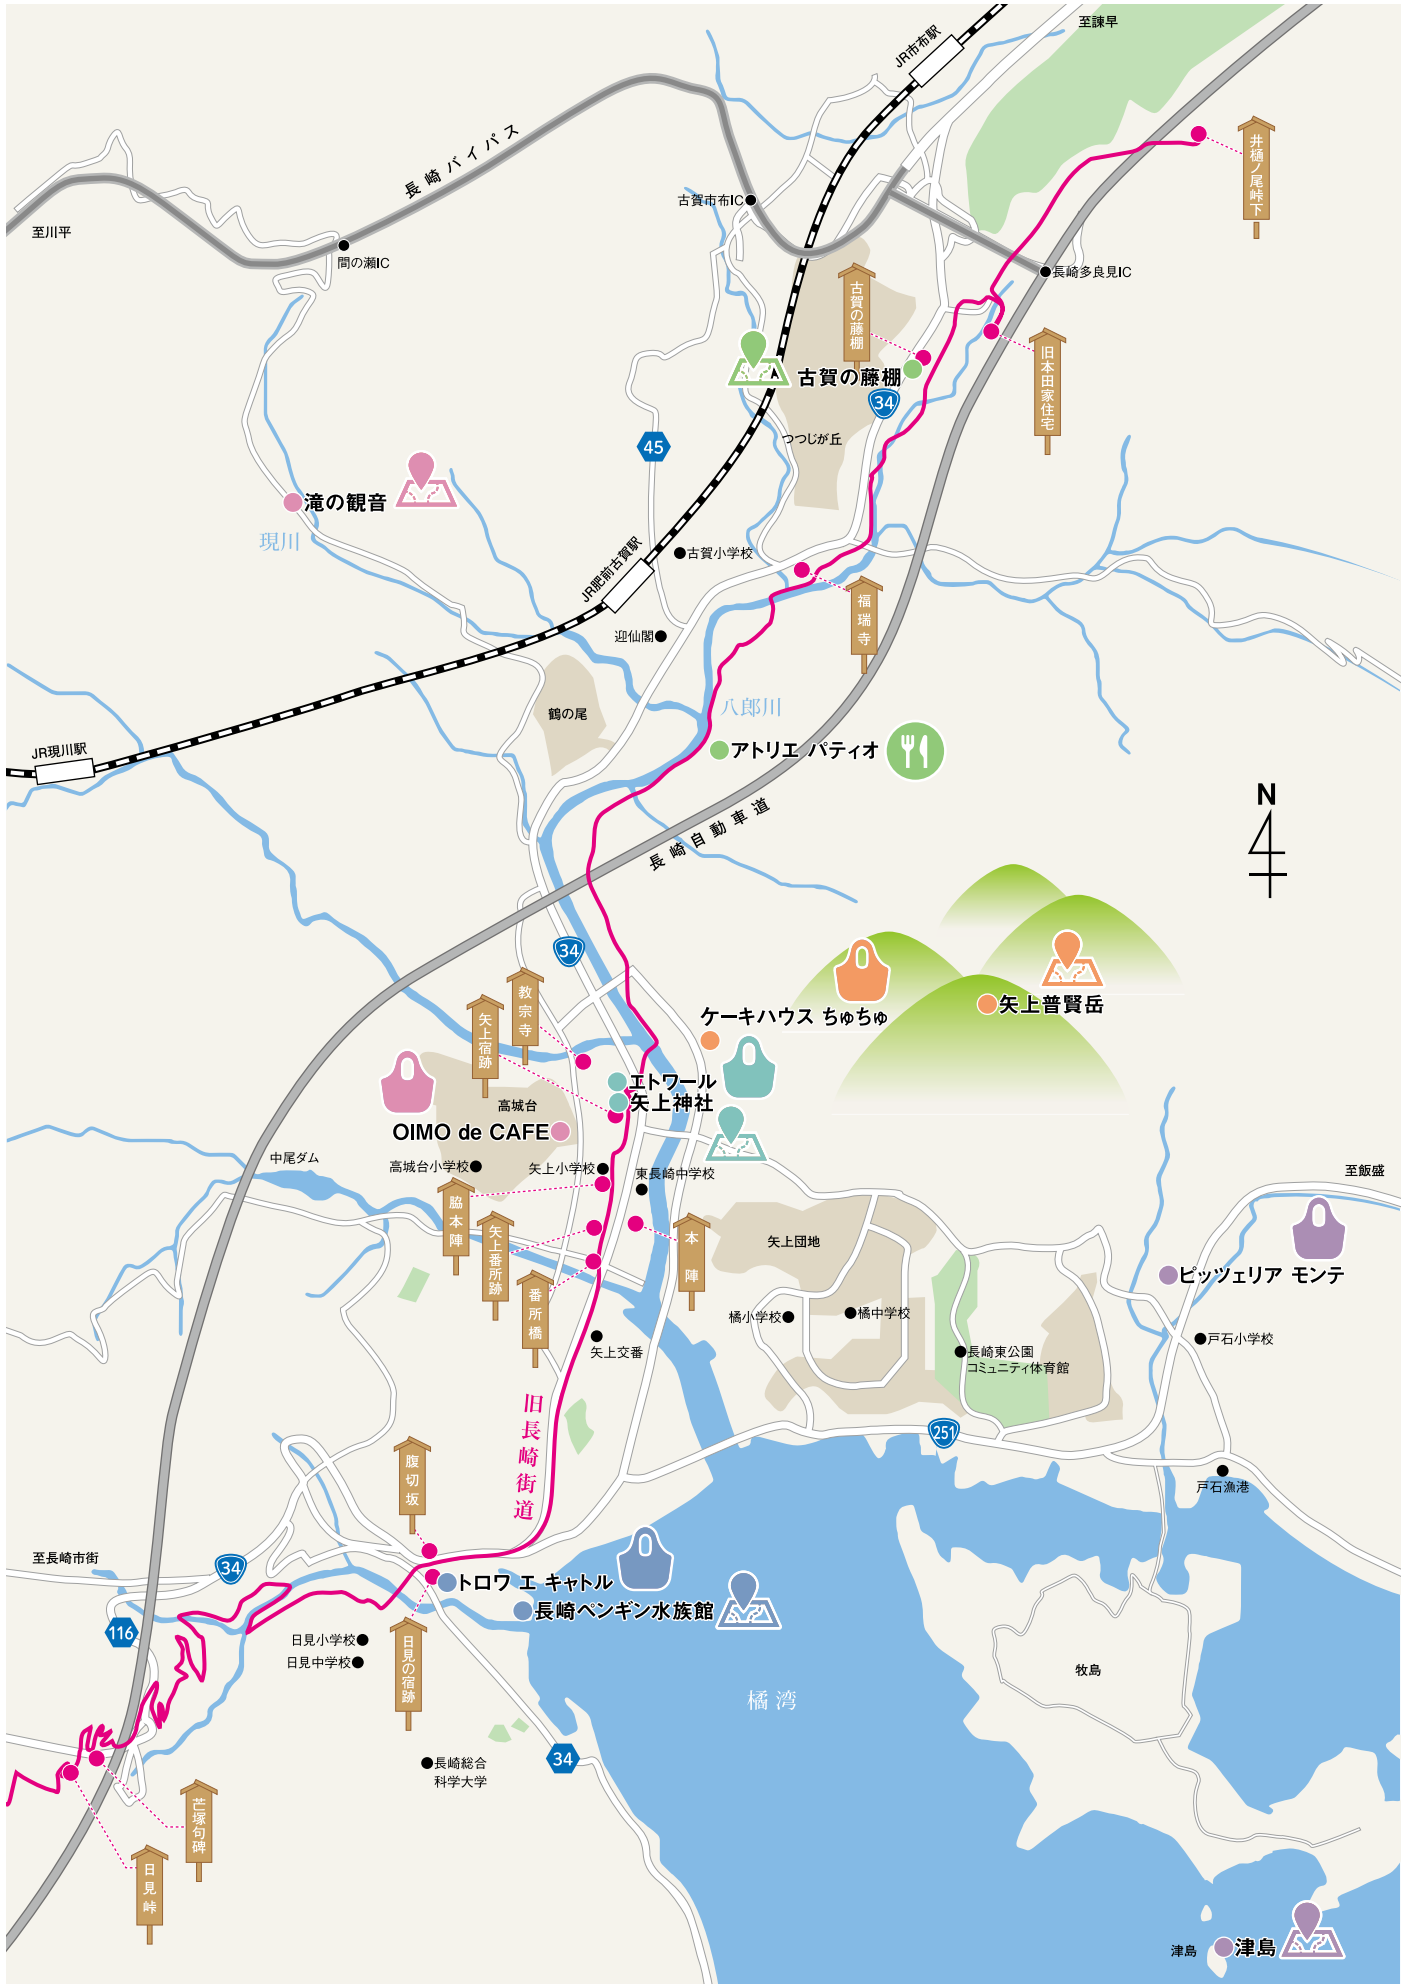 至諫早
JR市布駅
長崎バイパス
井樋ノ尾峠下
古賀市布IC
至川平
間の瀬IC
長崎多良見IC
古賀の藤棚
古賀の藤棚
34
旧本田家住宅
つつじが丘
45
滝の観音
現川
JR肥前古賀駅
古賀小学校
福瑞寺
迎仙閣
八郎川
鶴の尾
JR現川駅
アトリエ パティオ
長崎自動車道
N
34
教宗寺
矢上宿跡
ケーキハウス ちゅちゅ
矢上普賢岳
エトワール
矢上神社
高城台
OIMO de CAFE
中尾ダム
高城台小学校
矢上小学校
東長崎中学校
至飯盛
脇本陣
矢上番所跡
本陣
矢上団地
番所橋
ピッツェリア モンテ
橘小学校
橘中学校
戸石小学校
矢上交番
長崎東公園
コミュニティ体育館
旧長崎街道
251
腹切坂
戸石漁港
至長崎市街
34
トロワ エ キャトル
長崎ペンギン水族館
116
日見小学校
日見中学校
日見の宿跡
牧島
橘湾
長崎総合
科学大学
34
芒塚句碑
日見峠
津島
津島